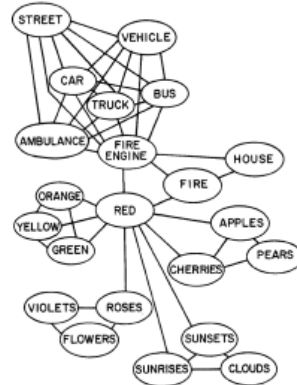 STREET
VEHICLE
CAR
BUS
TRUCK
AMBULANCE
FIRE
ENGINE
HOUSE
FIRE
ORANGE
RED
YELLOW
GREEN
APPLES
PEARS
CHERRIES
VIOLETS
ROSES
FLOWERS
SUNSETS
SUNRISES
CLOUDS